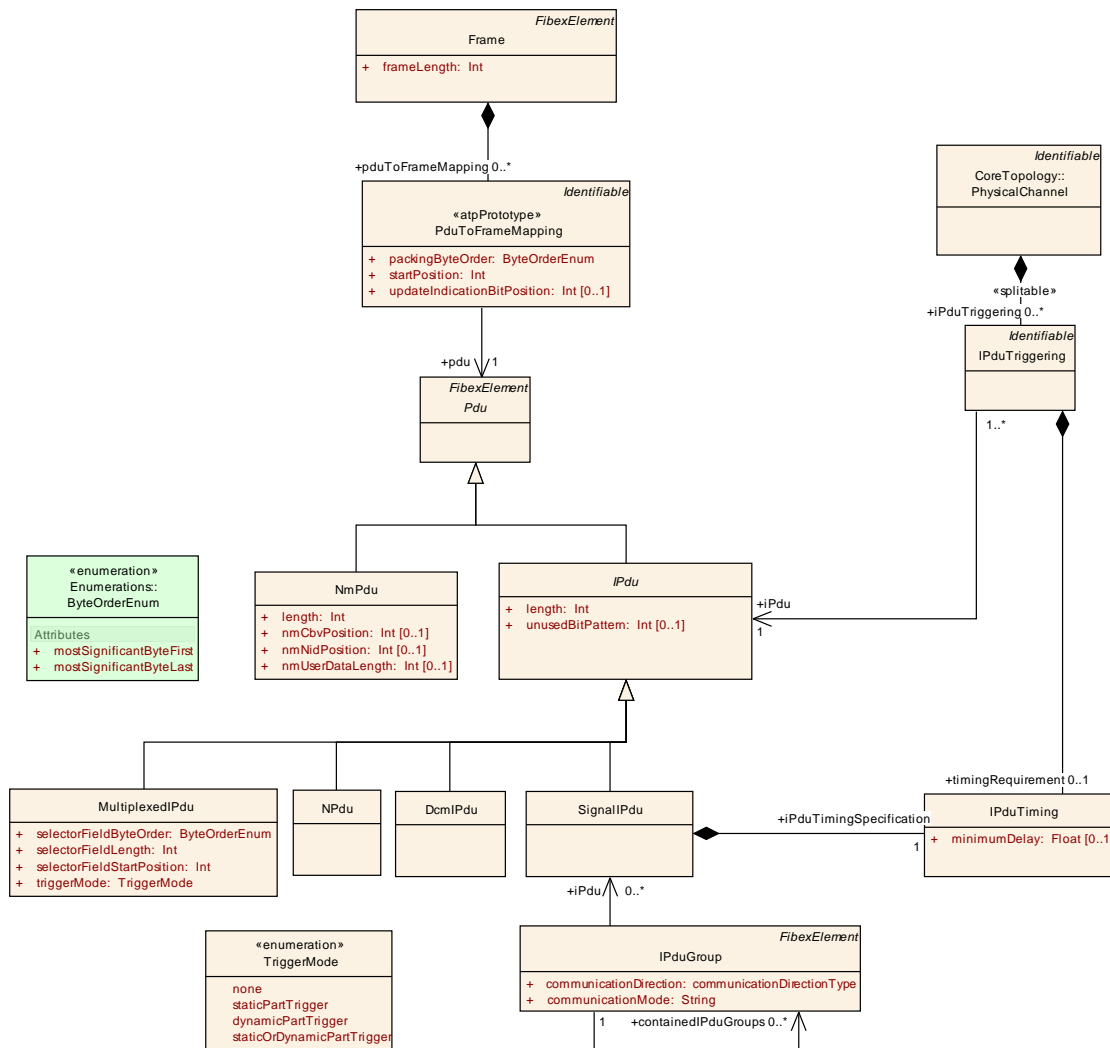 FibexElement
Frame
+ frameLength: Int
+pduToFrameMapping 0..*
Identifiable
«atpPrototype»
PduToFrameMapping
+ packingByteOrder: ByteOrderEnum
+ startPosition: Int
+ updateIndicationBitPosition: Int [0..1]
Identifiable
CoreTopology::
PhysicalChannel
«splitable»
+iPduTriggering 0..*
Identifiable
IPduTriggering
1..*
+pdu 1
FibexElement
Pdu
«enumeration»
Enumerations::
ByteOrderEnum
Attributes
+ mostSignificantByteFirst
+ mostSignificantByteLast
NmPdu
+ length: Int
+ nmCbvPosition: Int [0..1]
+ nmNidPosition: Int [0..1]
+ nmUserDataLength: Int [0..1]
IPdu
+ length: Int
+ unusedBitPattern: Int [0..1]
+iPdu
1
MultiplexedIPdu
+ selectorFieldByteOrder: ByteOrderEnum
+ selectorFieldLength: Int
+ selectorFieldStartPosition: Int
+ triggerMode: TriggerMode
NPdu
DcmIPdu
SignalIPdu
+iPduTimingSpecification
1
+timingRequirement 0..1
IPduTiming
+ minimumDelay: Float [0..1
+iPdu 0..*
«enumeration»
TriggerMode
none
staticPartTrigger
dynamicPartTrigger
staticOrDynamicPartTrigger
FibexElement
IPduGroup
+ communicationDirection: communicationDirectionType
+ communicationMode: String
1 +containedIPduGroups 0..*